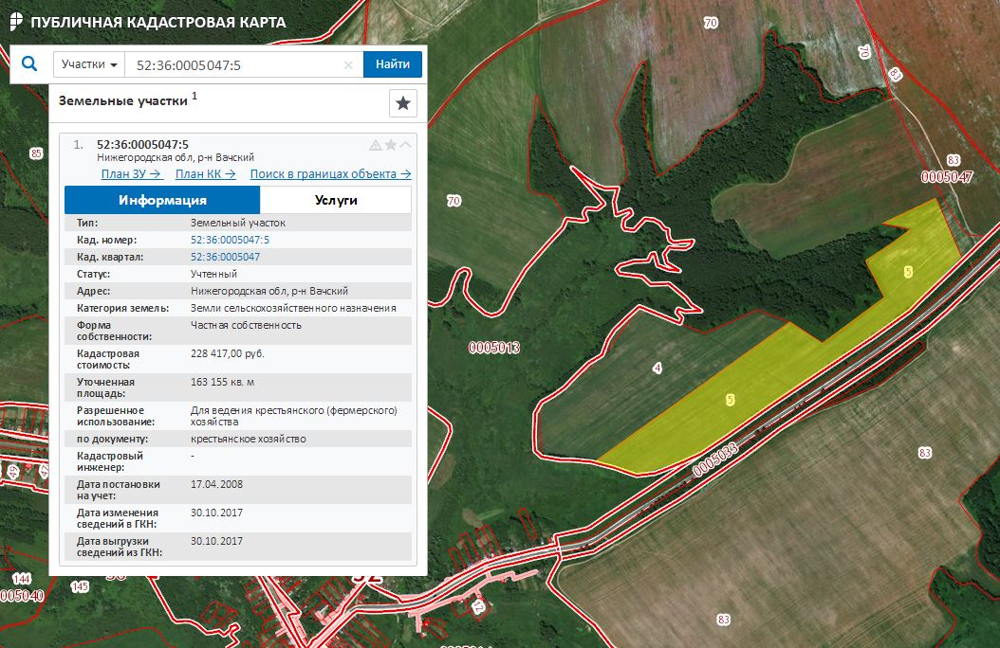 ПУБЛИЧНАЯ КАДАСТРОВАЯ КАРТА
Участки 52:36:0005047:5 × Найти
Земельные участки 1
1. 52:36:0005047:5
Нижегородская обл, р-н Вачский
План ЗУ → План КК → Поиск в границах объекта →
Информация Услуги
Тип: Земельный участок
Кад. номер: 52:36:0005047:5
Кад. квартал: 52:36:0005047
Статус: Учтенный
Адрес: Нижегородская обл, р-н Вачский
Категория земель: Земли сельскохозяйственного назначения
Форма собственности: Частная собственность
Кадастровая стоимость: 228 417,00 руб.
Уточненная площадь: 163 155 кв. м
Разрешенное использование: Для ведения крестьянского (фермерского) хозяйства
по документу: крестьянское хозяйство
Кадастровый инженер: -
Дата постановки на учет: 17.04.2008
Дата изменения сведений в ГКН: 30.10.2017
Дата выгрузки сведений из ГКН: 30.10.2017
70
70
83
85
83
0005047
70
5
0005013
4
5
83
0005033
49
47
144
145
0005040
12
83